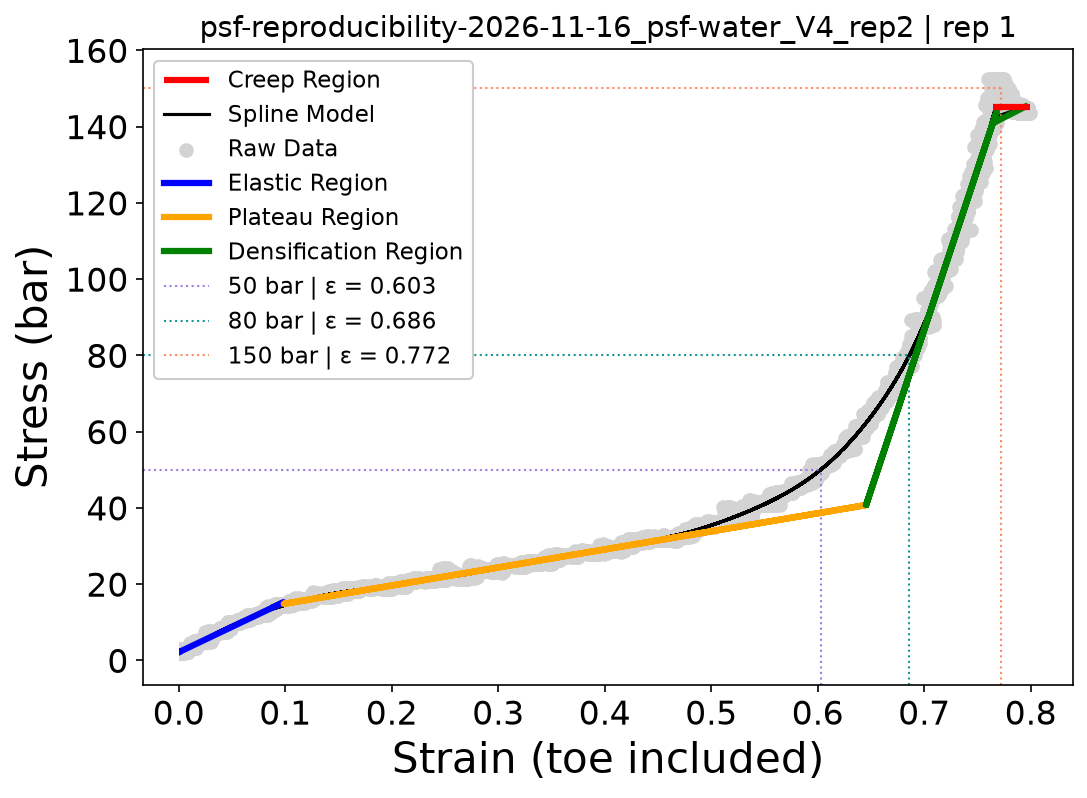 psf-reproducibility-2026-11-16_psf-water_V4_rep2 | rep 1
Stress (bar)
160
140
120
100
80
60
40
20
0
Creep Region
Spline Model
Raw Data
Elastic Region
Plateau Region
Densification Region
50 bar | ε = 0.603
80 bar | ε = 0.686
150 bar | ε = 0.772
0.0 0.1 0.2 0.3 0.4 0.5 0.6 0.7 0.8
Strain (toe included)